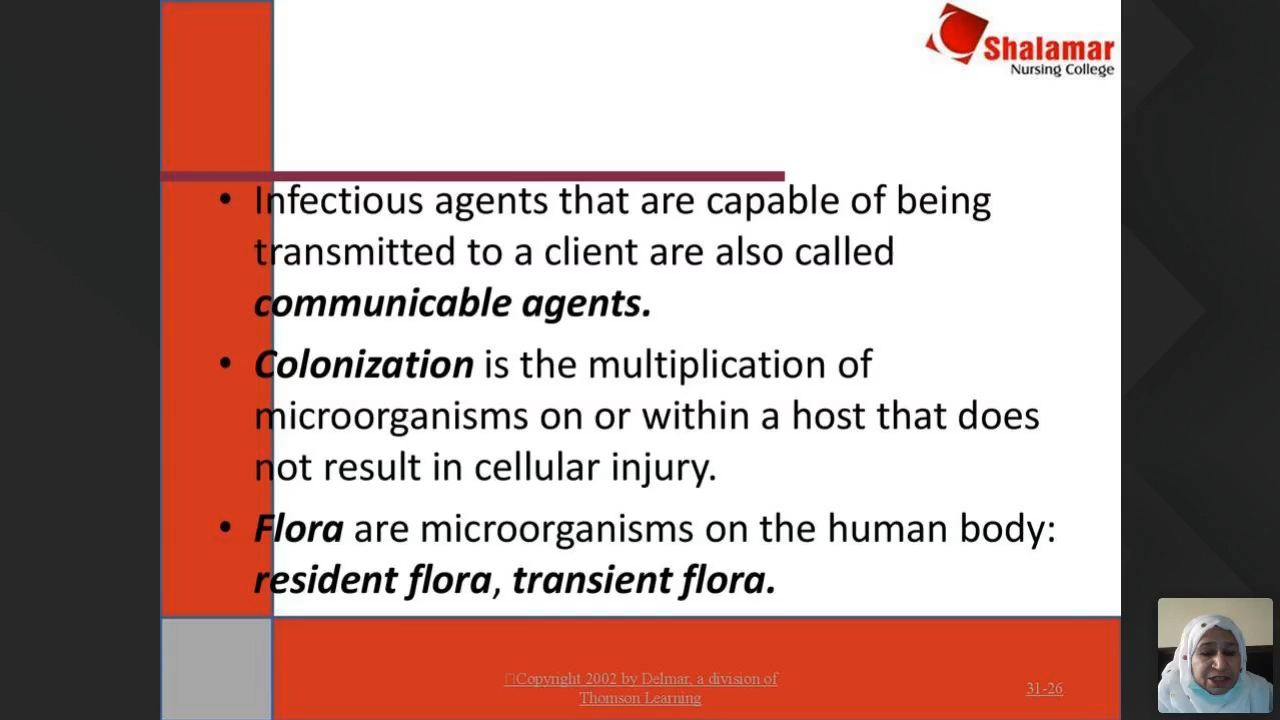 Shalamar
Nursing College
• Infectious agents that are capable of being
transmitted to a client are also called
communicable agents.
• Colonization is the multiplication of
microorganisms on or within a host that does
not result in cellular injury.
• Flora are microorganisms on the human body:
resident flora, transient flora.
Copyright 2002 by Delmar, a division of
Thomson Learning
31-26